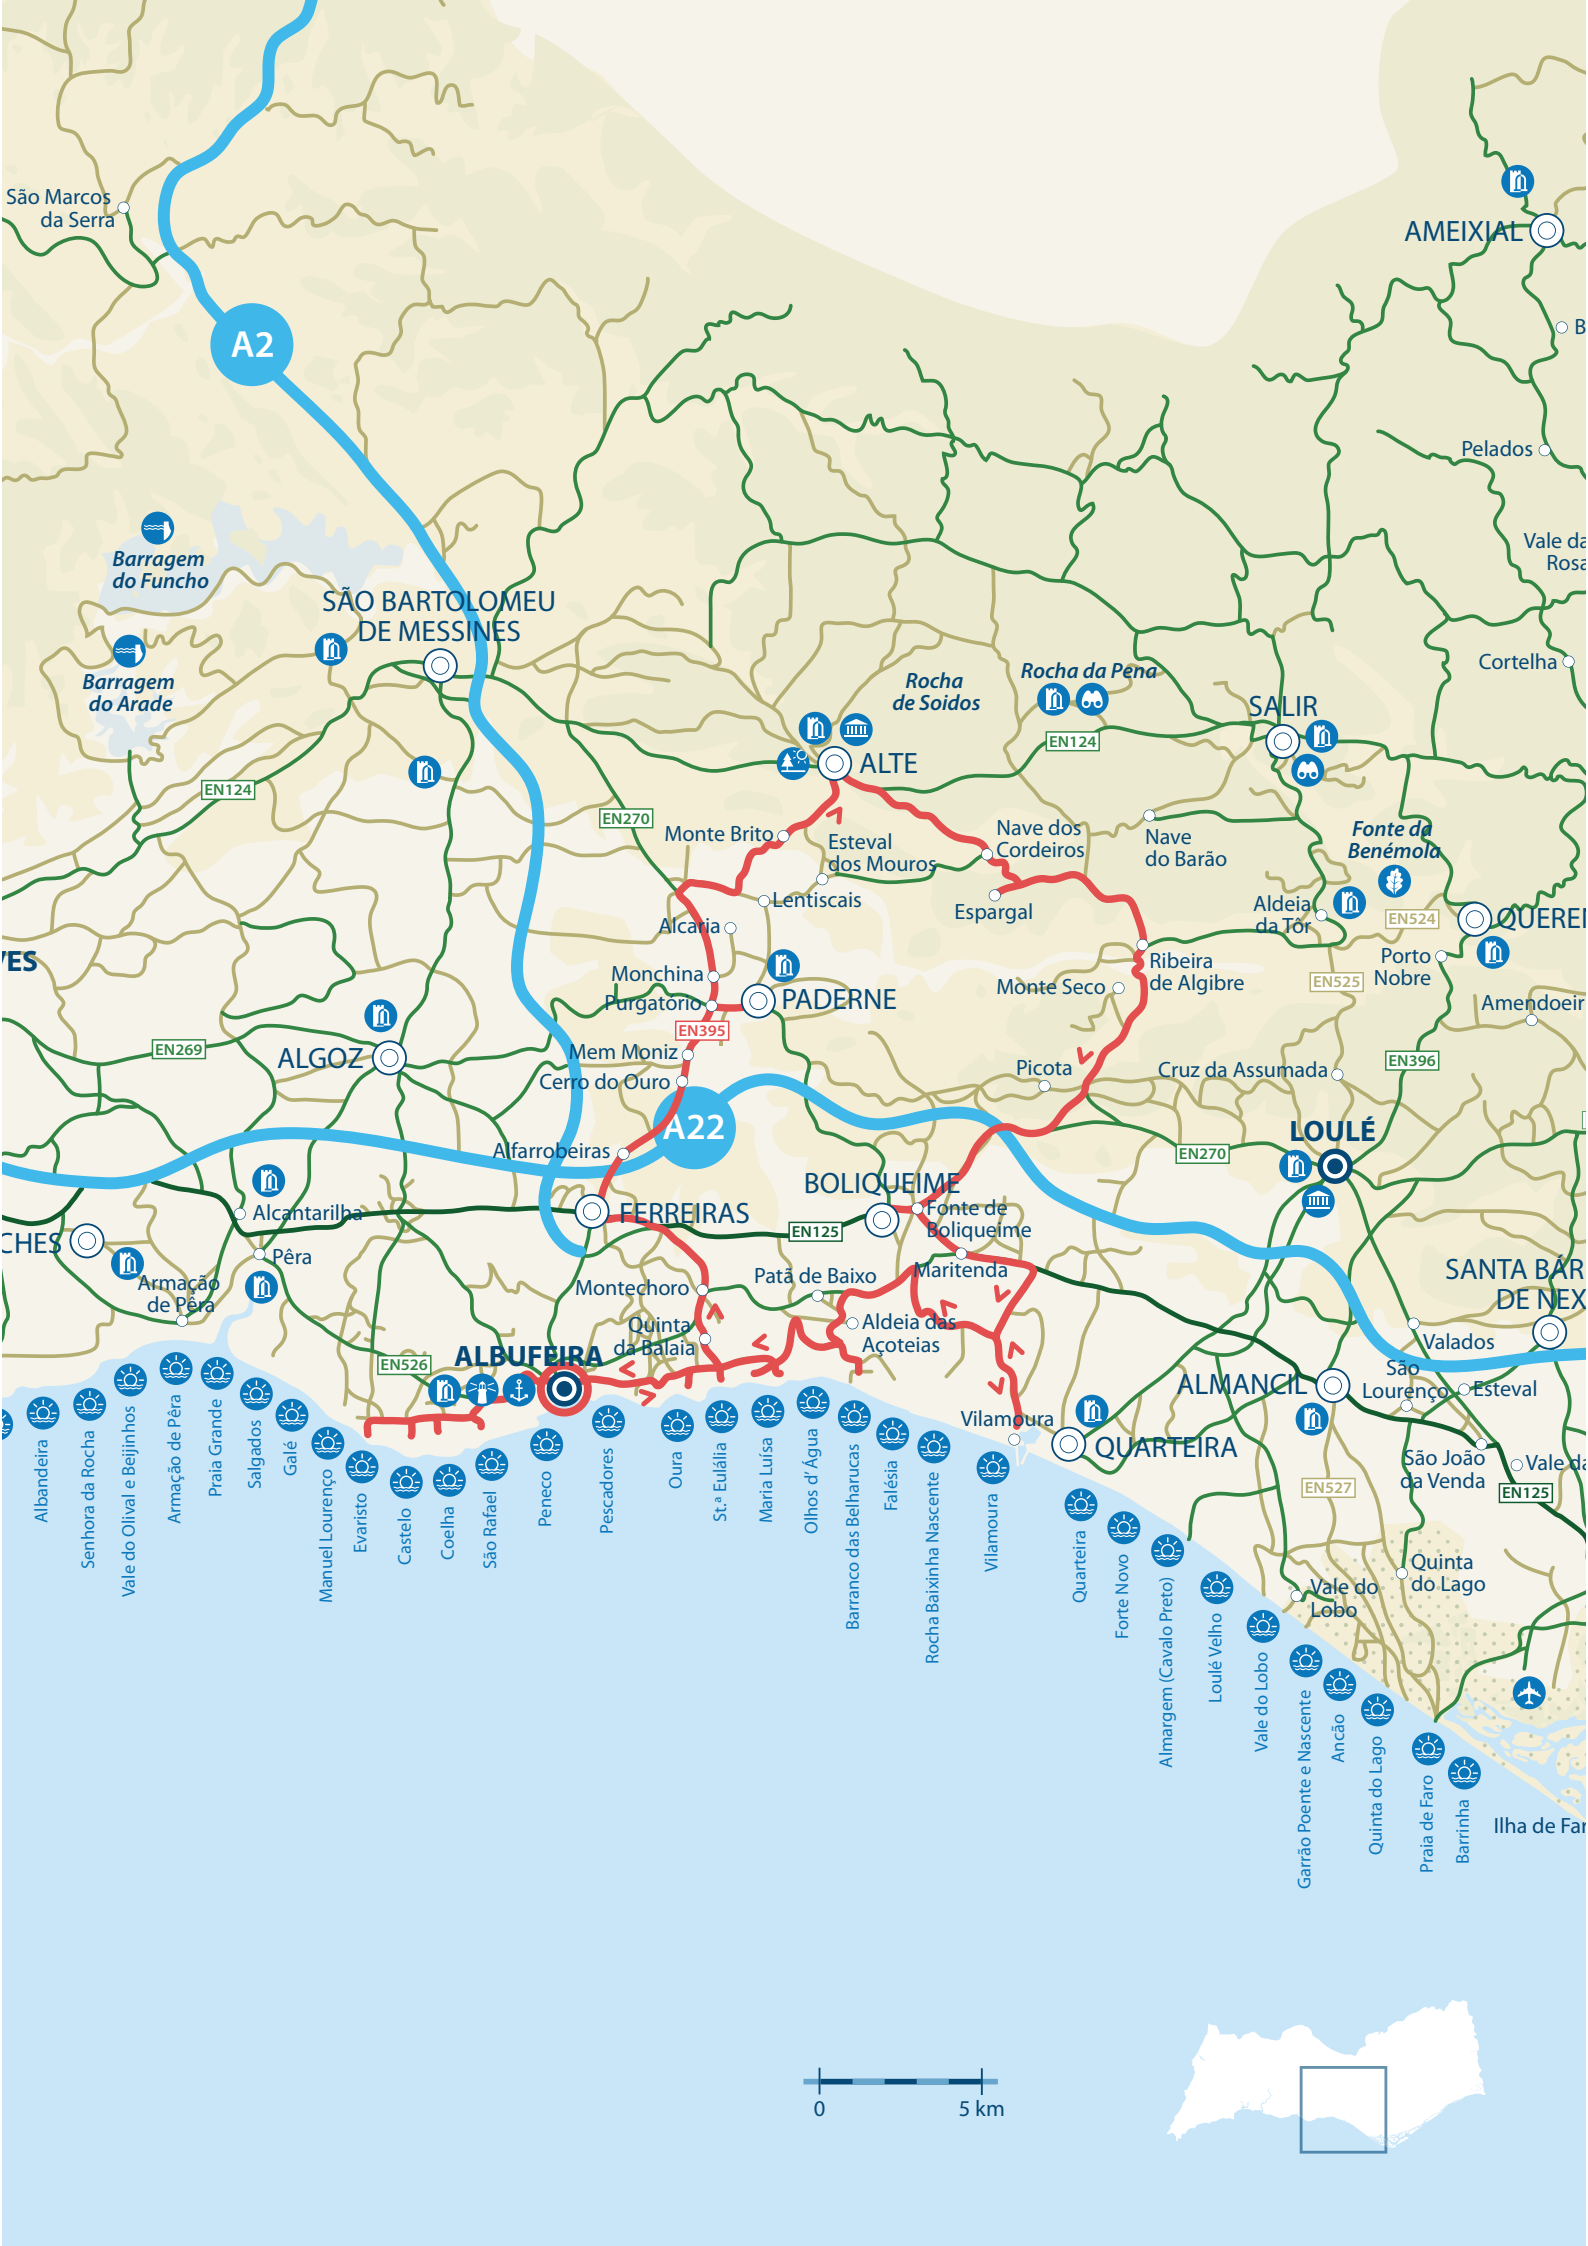 São Marcos
da Serra
AMEIXIAL
A2
B
Pelados
Barragem
do Funcho
Vale da
Rosa
SÃO BARTOLOMEU
DE MESSINES
Barragem
do Arade
Rocha
de Soidos
Rocha da Pena
Cortelha
SALIR
EN124
ALTE
EN124
EN270
Monte Brito
Esteval
dos Mouros
Nave dos
Cordeiros
Nave
do Barão
Fonte da
Benémola
Lentiscais
Espargal
Aldeia
da Tôr
EN524
QUEREN
Alcaria
VES
Monchina
Purgatório
PADERNE
Monte Seco
Ribeira
de Algibre
EN525
Porto
Nobre
Amendoeir
EN395
EN269
ALGOZ
Mem Moniz
Cerro do Ouro
Picota
Cruz da Assumada
EN396
A22
LOULÉ
Alfarrobeiras
EN270
BOLIQUEIME
Alcantarilha
FERREIRAS
EN125
Fonte de
Boliqueime
CHES
Pêra
Armação
de Pêra
Montechoro
Patã de Baixo
Maritenda
SANTA BÁR
DE NEX
Quinta
da Balaia
Aldeia das
Açoteias
Valados
EN526
ALBUFEIRA
ALMANCIL
São
Lourenço
Esteval
Vilamoura
QUARTEIRA
São João
da Venda
Vale da
EN527
EN125
Albandeira
Senhora da Rocha
Vale do Olival e Beijinhos
Armação de Pêra
Praia Grande
Salgados
Galé
Manuel Lourenço
Evaristo
Castelo
Coelha
São Rafael
Peneco
Pescadores
Oura
St.ª Eulália
Maria Luísa
Olhos d’ Água
Barranco das Belharucas
Falésia
Rocha Baixinha Nascente
Vilamoura
Quarteira
Forte Novo
Almargem (Cavalo Preto)
Loulé Velho
Vale do Lobo
Garrão Poente e Nascente
Ancão
Quinta do Lago
Praia de Faro
Barrinha
Quinta
do Lago
Vale do
Lobo
Ilha de Far
0
5 km